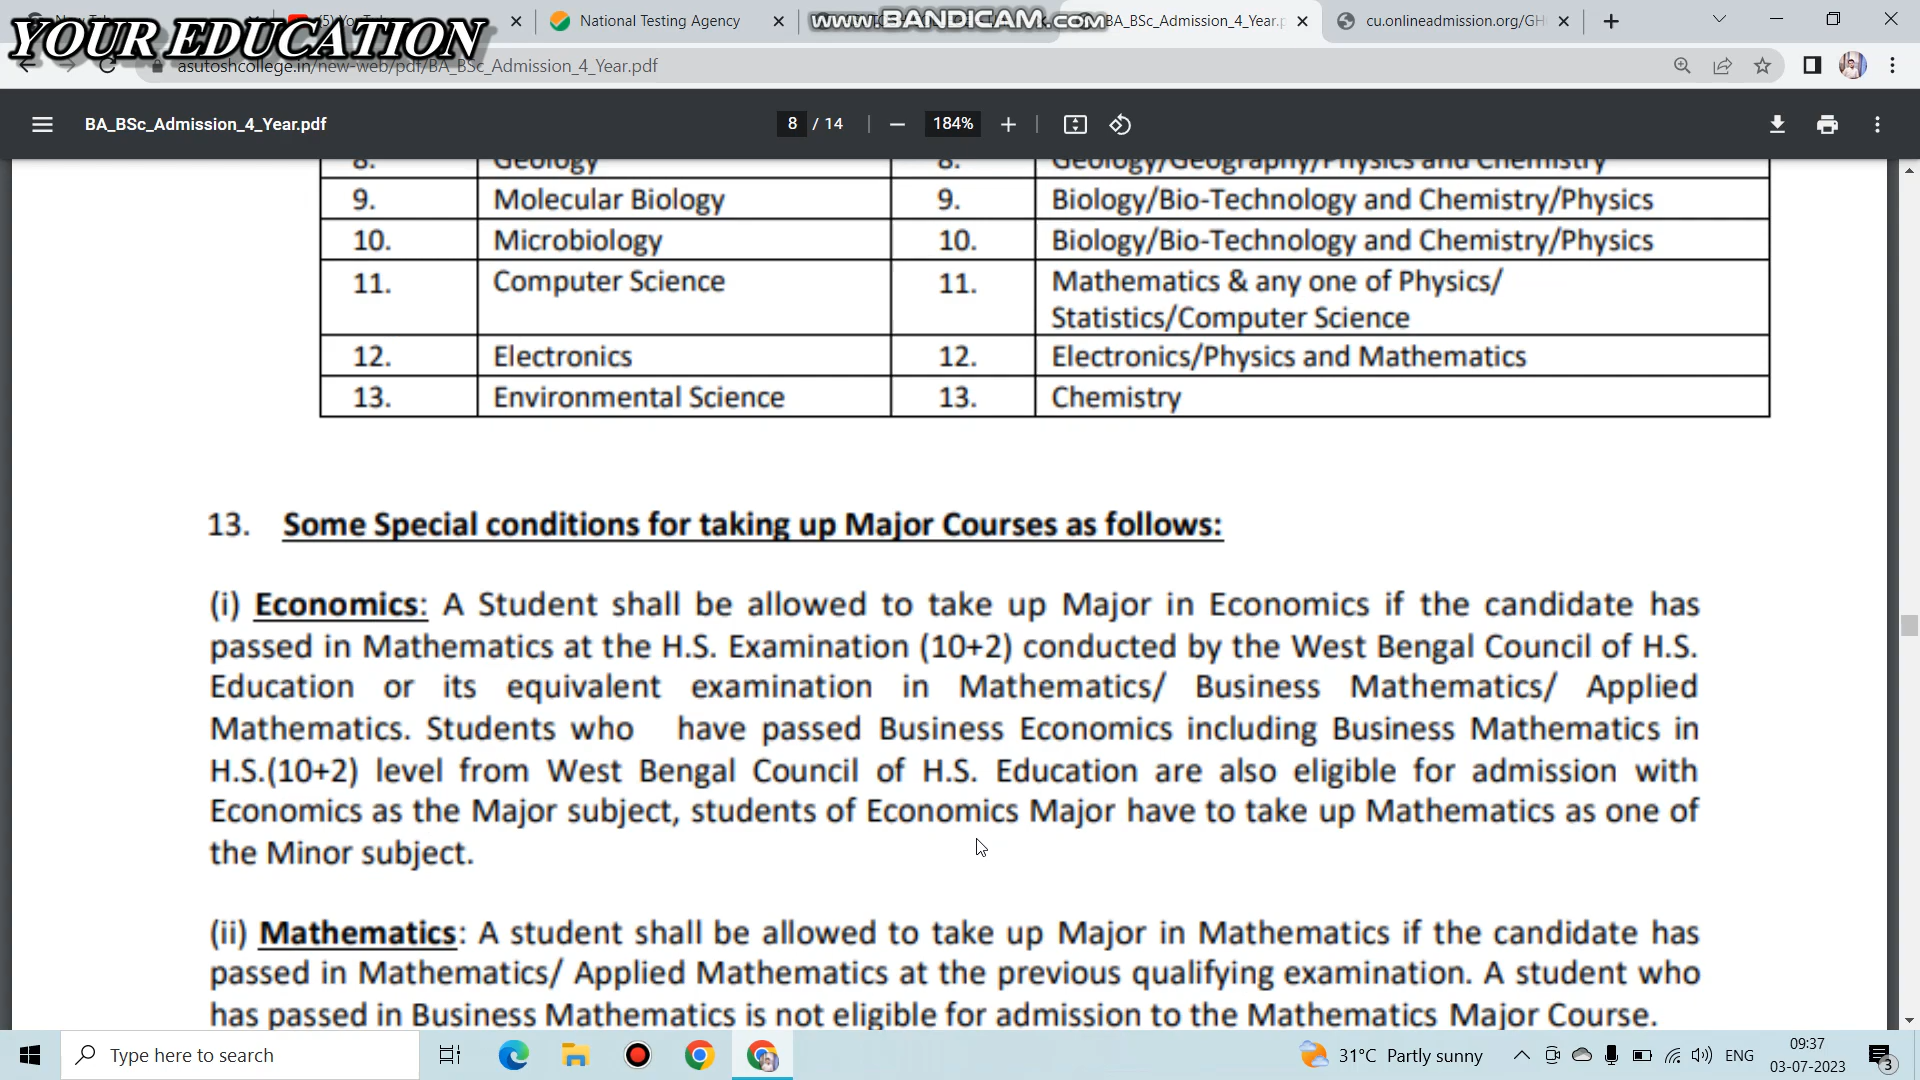 YOUR EDUCATION
National Testing Agency
www.BANDICAM.com
BA_BSc_Admission_4_Year.p
cu.onlineadmission.org/GH
asutoshcollege.in/new-web/pdf/BA_BSc_Admission_4_Year.pdf
BA_BSc_Admission_4_Year.pdf
8 / 14
184%
8. Geology 8. Geology/Geography/Physics and Chemistry
9. Molecular Biology 9. Biology/Bio-Technology and Chemistry/Physics
10. Microbiology 10. Biology/Bio-Technology and Chemistry/Physics
11. Computer Science 11. Mathematics & any one of Physics/
Statistics/Computer Science
12. Electronics 12. Electronics/Physics and Mathematics
13. Environmental Science 13. Chemistry
13. Some Special conditions for taking up Major Courses as follows:
(i) Economics: A Student shall be allowed to take up Major in Economics if the candidate has
passed in Mathematics at the H.S. Examination (10+2) conducted by the West Bengal Council of H.S.
Education or its equivalent examination in Mathematics/ Business Mathematics/ Applied
Mathematics. Students who have passed Business Economics including Business Mathematics in
H.S.(10+2) level from West Bengal Council of H.S. Education are also eligible for admission with
Economics as the Major subject, students of Economics Major have to take up Mathematics as one of
the Minor subject.
(ii) Mathematics: A student shall be allowed to take up Major in Mathematics if the candidate has
passed in Mathematics/ Applied Mathematics at the previous qualifying examination. A student who
has passed in Business Mathematics is not eligible for admission to the Mathematics Major Course.
Type here to search
31°C Partly sunny
ENG
09:37
03-07-2023
3